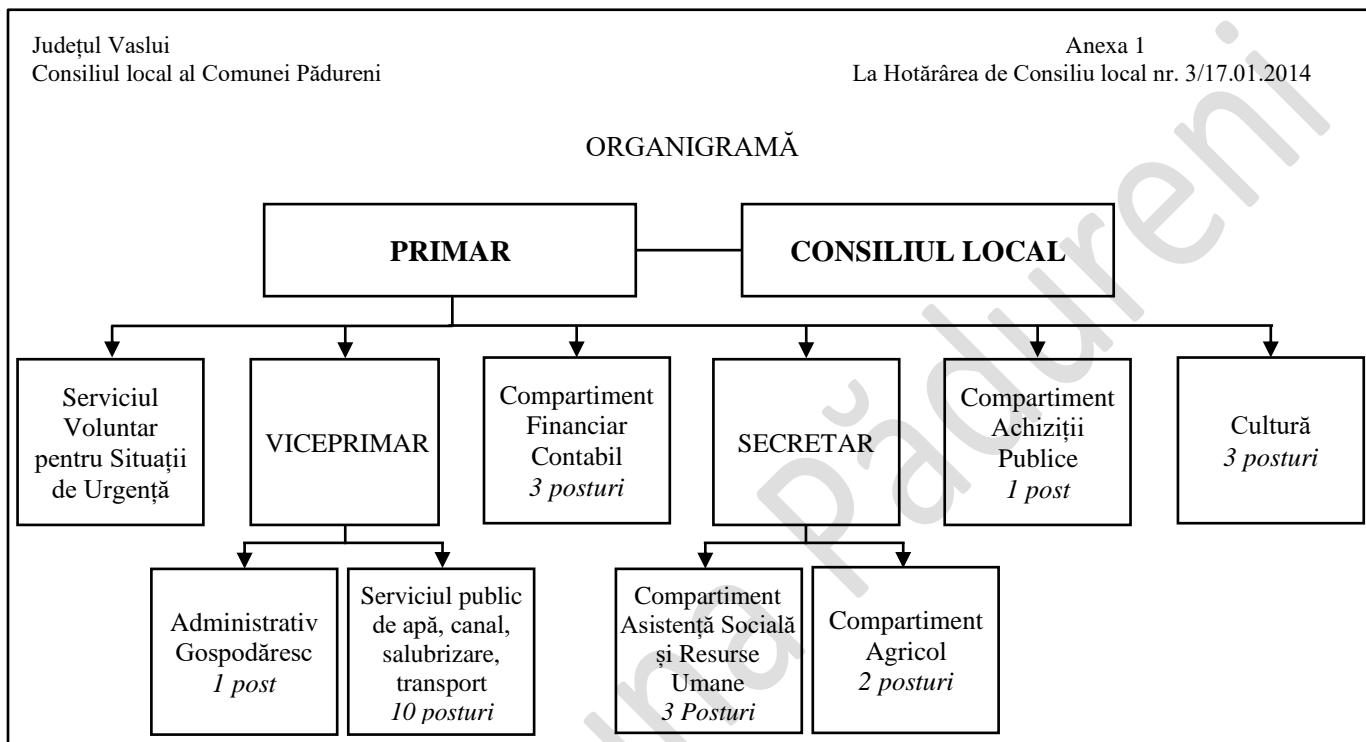 Județul Vaslui
Consiliul local al Comunei Pădureni
Anexa 1
La Hotărârea de Consiliu local nr. 3/17.01.2014
ORGANIGRAMĂ
PRIMAR
CONSILIUL LOCAL
Serviciul
Voluntar
pentru Situații
de Urgență
VICEPRIMAR
Compartiment
Financiar
Contabil
3 posturi
SECRETAR
Compartiment
Achiziții
Publice
1 post
Cultură
3 posturi
Administrativ
Gospodăresc
1 post
Serviciul public
de apă, canal,
salubrizare,
transport
10 posturi
Compartiment
Asistență Socială
și Resurse
Umane
3 Posturi
Compartiment
Agricol
2 posturi
una Pădureni